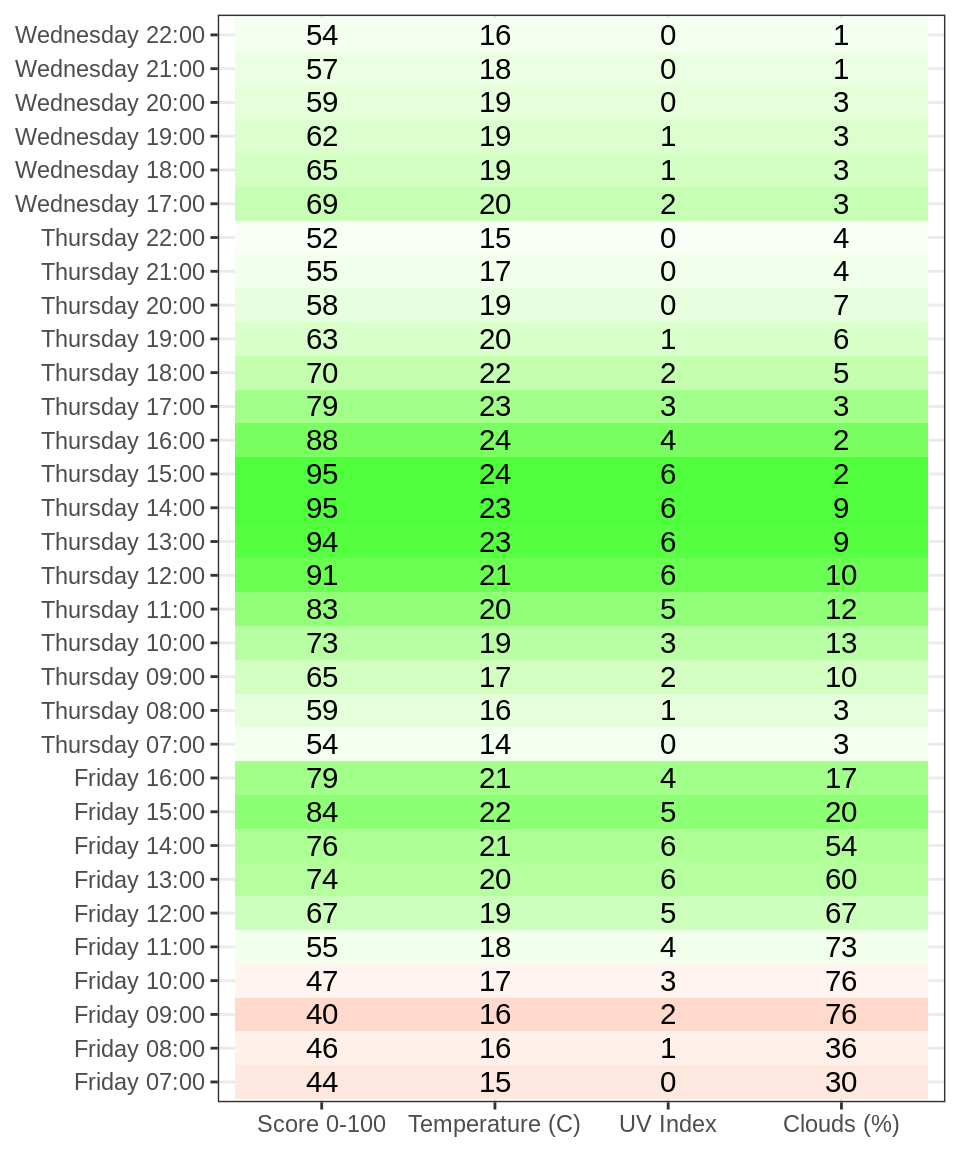 Wednesday 22:00 54 16 0 1
Wednesday 21:00 57 18 0 1
Wednesday 20:00 59 19 0 3
Wednesday 19:00 62 19 1 3
Wednesday 18:00 65 19 1 3
Wednesday 17:00 69 20 2 3
Thursday 22:00 52 15 0 4
Thursday 21:00 55 17 0 4
Thursday 20:00 58 19 0 7
Thursday 19:00 63 20 1 6
Thursday 18:00 70 22 2 5
Thursday 17:00 79 23 3 3
Thursday 16:00 88 24 4 2
Thursday 15:00 95 24 6 2
Thursday 14:00 95 23 6 9
Thursday 13:00 94 23 6 9
Thursday 12:00 91 21 6 10
Thursday 11:00 83 20 5 12
Thursday 10:00 73 19 3 13
Thursday 09:00 65 17 2 10
Thursday 08:00 59 16 1 3
Thursday 07:00 54 14 0 3
Friday 16:00 79 21 4 17
Friday 15:00 84 22 5 20
Friday 14:00 76 21 6 54
Friday 13:00 74 20 6 60
Friday 12:00 67 19 5 67
Friday 11:00 55 18 4 73
Friday 10:00 47 17 3 76
Friday 09:00 40 16 2 76
Friday 08:00 46 16 1 36
Friday 07:00 44 15 0 30
Score 0-100 Temperature (C) UV Index Clouds (%)